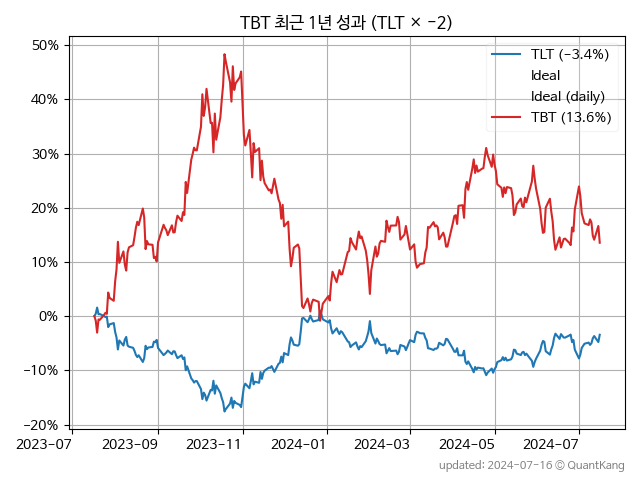 TBT 최근 1년 성과 (TLT × −2)
TLT (−3.4%)
Ideal
Ideal (daily)
TBT (13.6%)
50%
40%
30%
20%
10%
0%
−10%
−20%
2023-07 2023-09 2023-11 2024-01 2024-03 2024-05 2024-07
updated: 2024-07-16 © QuantKang